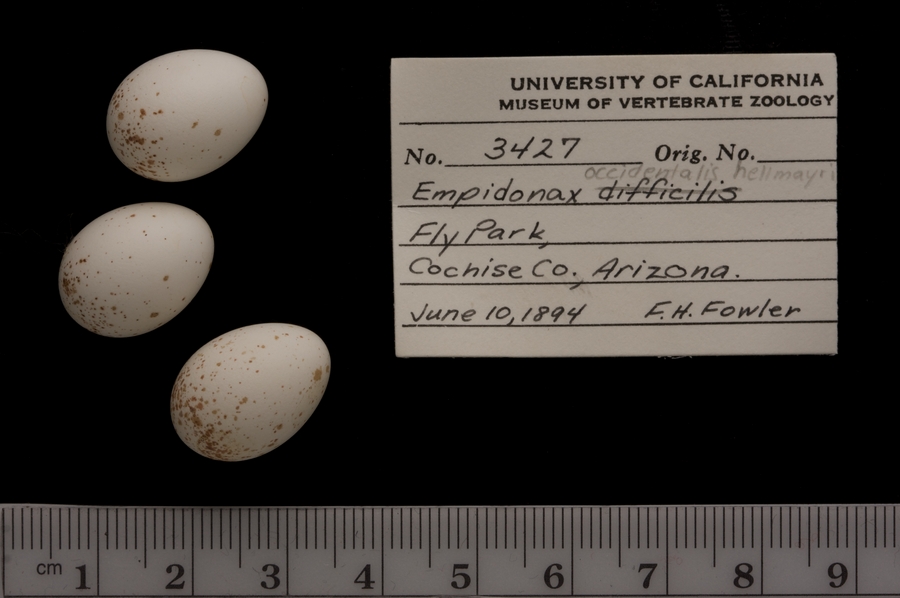 UNIVERSITY OF CALIFORNIA
MUSEUM OF VERTEBRATE ZOOLOGY
No. 3427 Orig. No.
occidentalis hellmayri
Empidonax difficilis
Fly Park,
Cochise Co., Arizona.
June 10, 1894 F.H. Fowler
cm 1 2 3 4 5 6 7 8 9